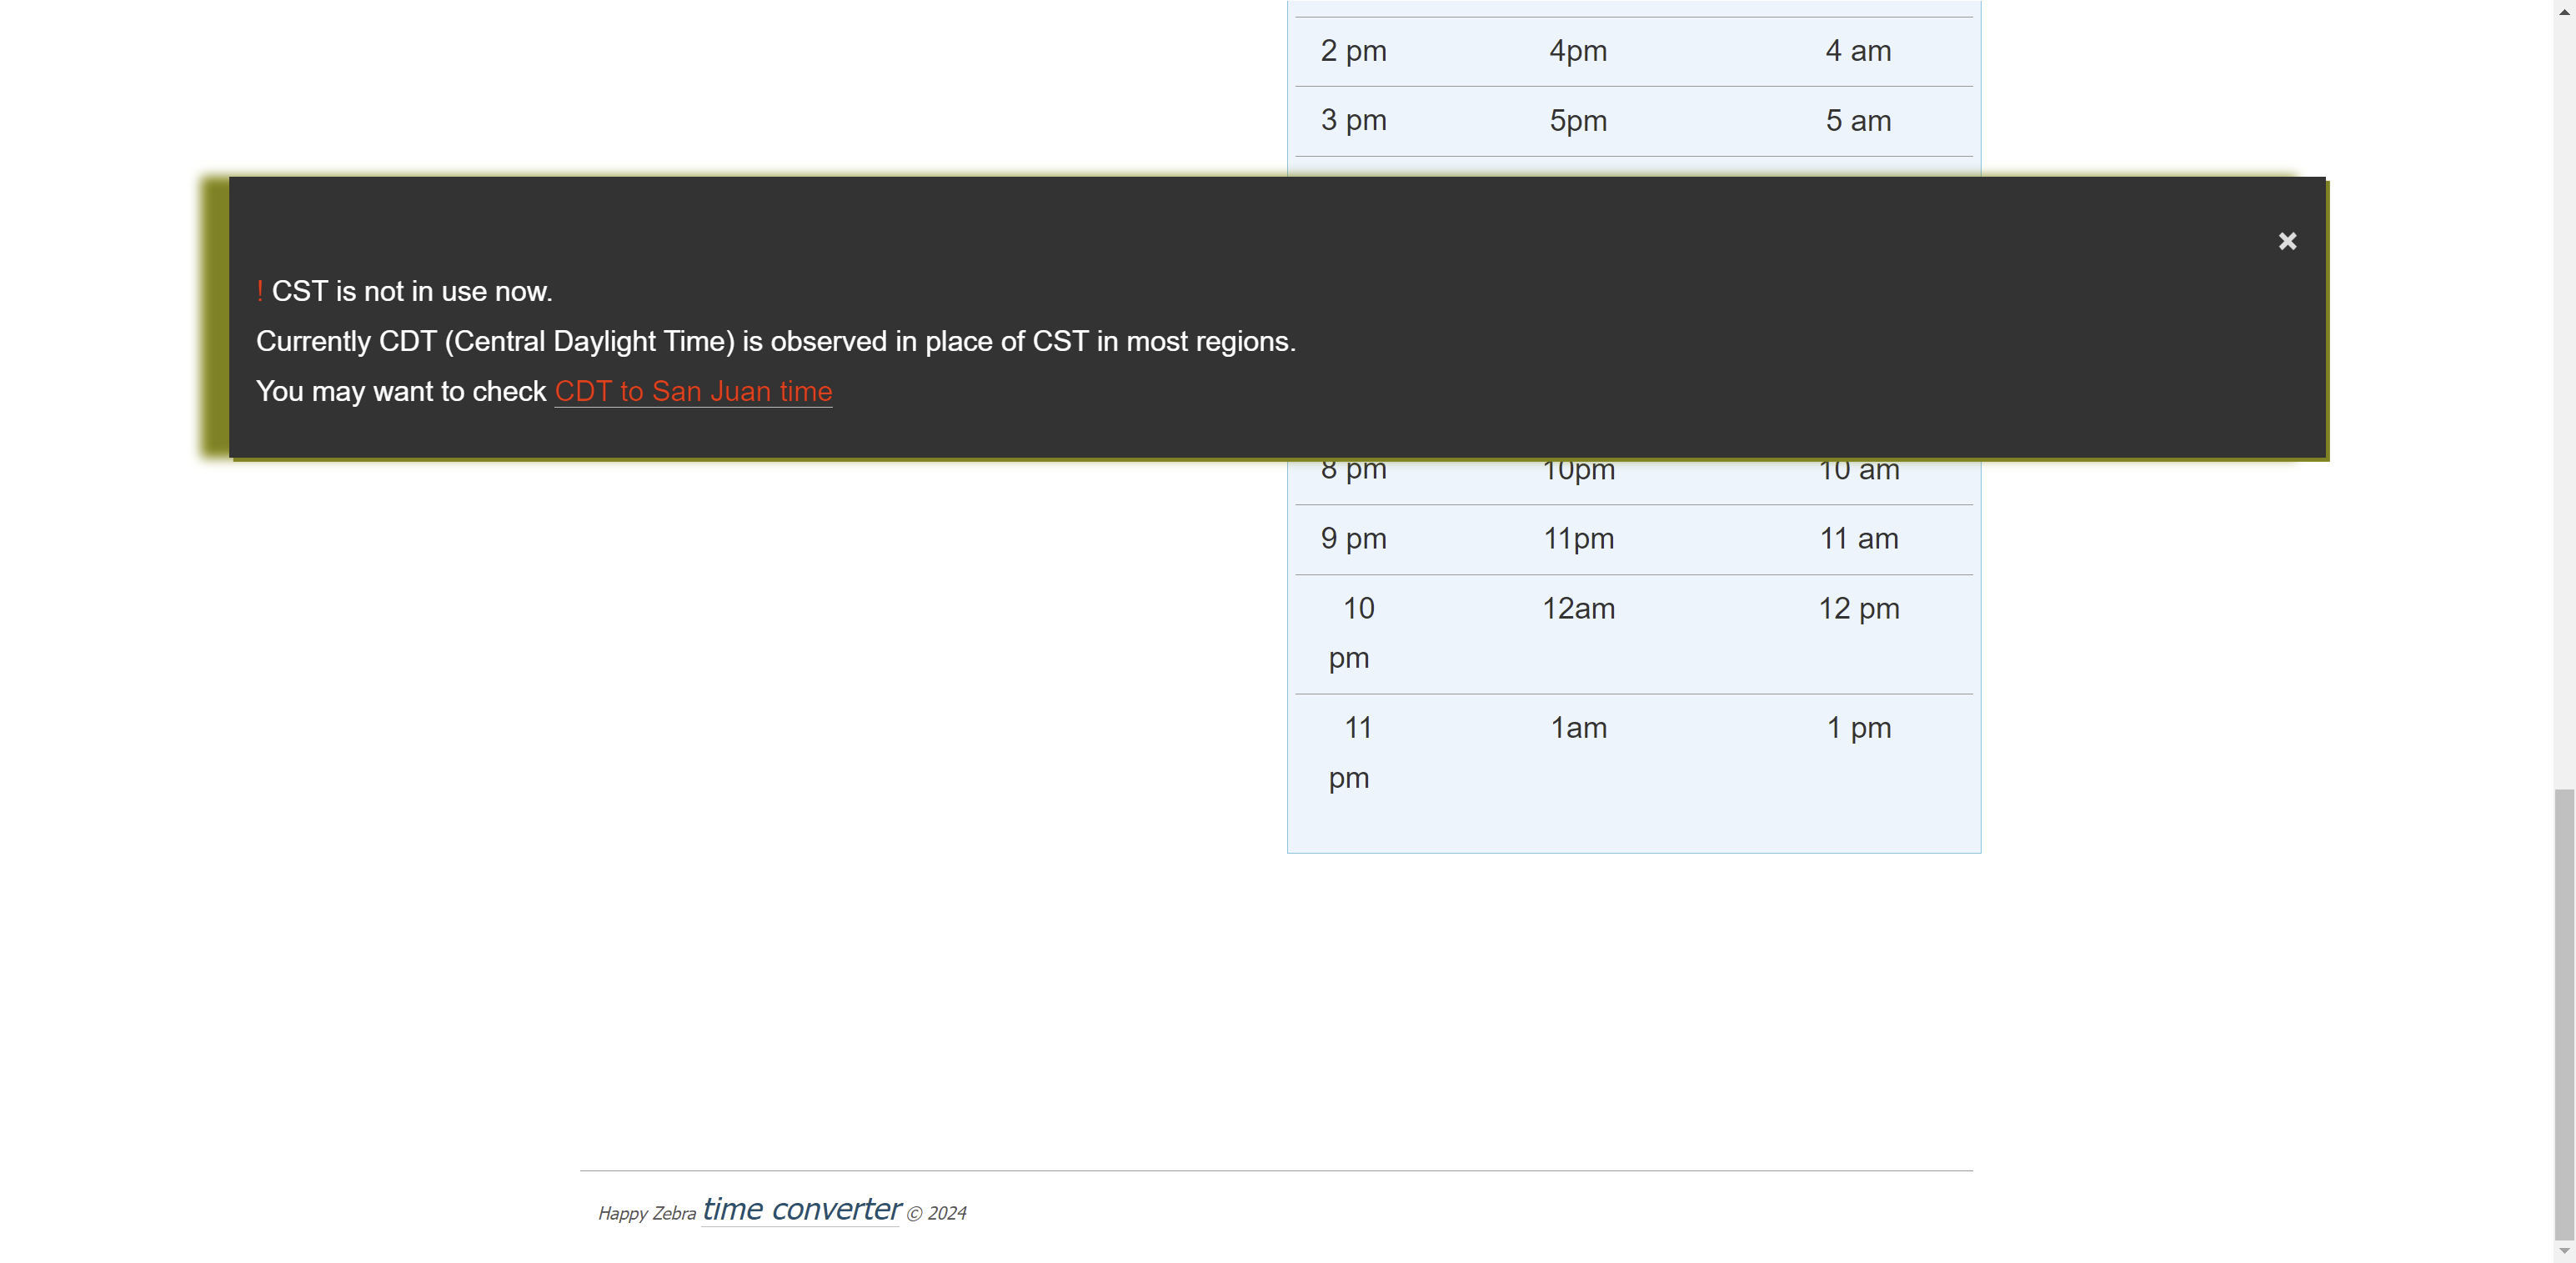 2 pm 4pm 4 am
3 pm 5pm 5 am
! CST is not in use now.
Currently CDT (Central Daylight Time) is observed in place of CST in most regions.
You may want to check CDT to San Juan time
8 pm 10pm 10 am
9 pm 11pm 11 am
10 12am 12 pm
pm
11 1am 1 pm
pm
Happy Zebra time converter © 2024